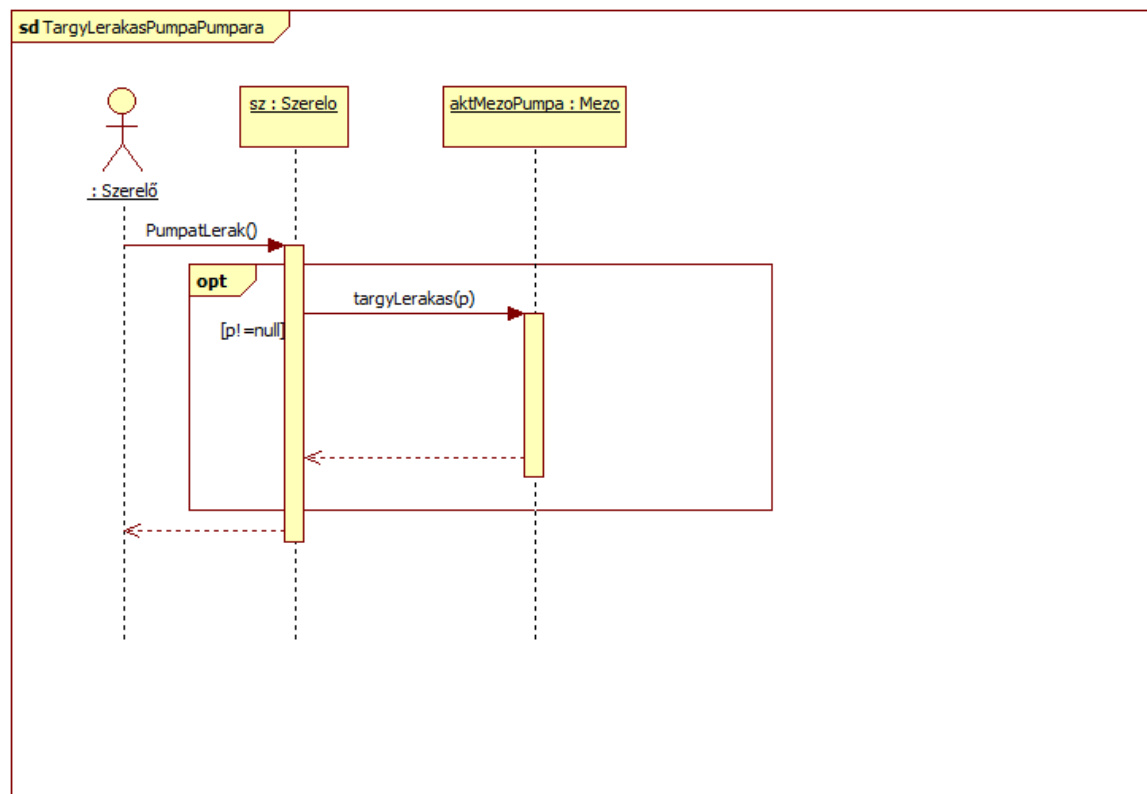 sd TargyLerakasPumpaPumpara
sz : Szerelo
aktMezoPumpa : Mezo
: Szerelő
PumpatLerak()
opt
targyLerakas(p)
[p!=null]